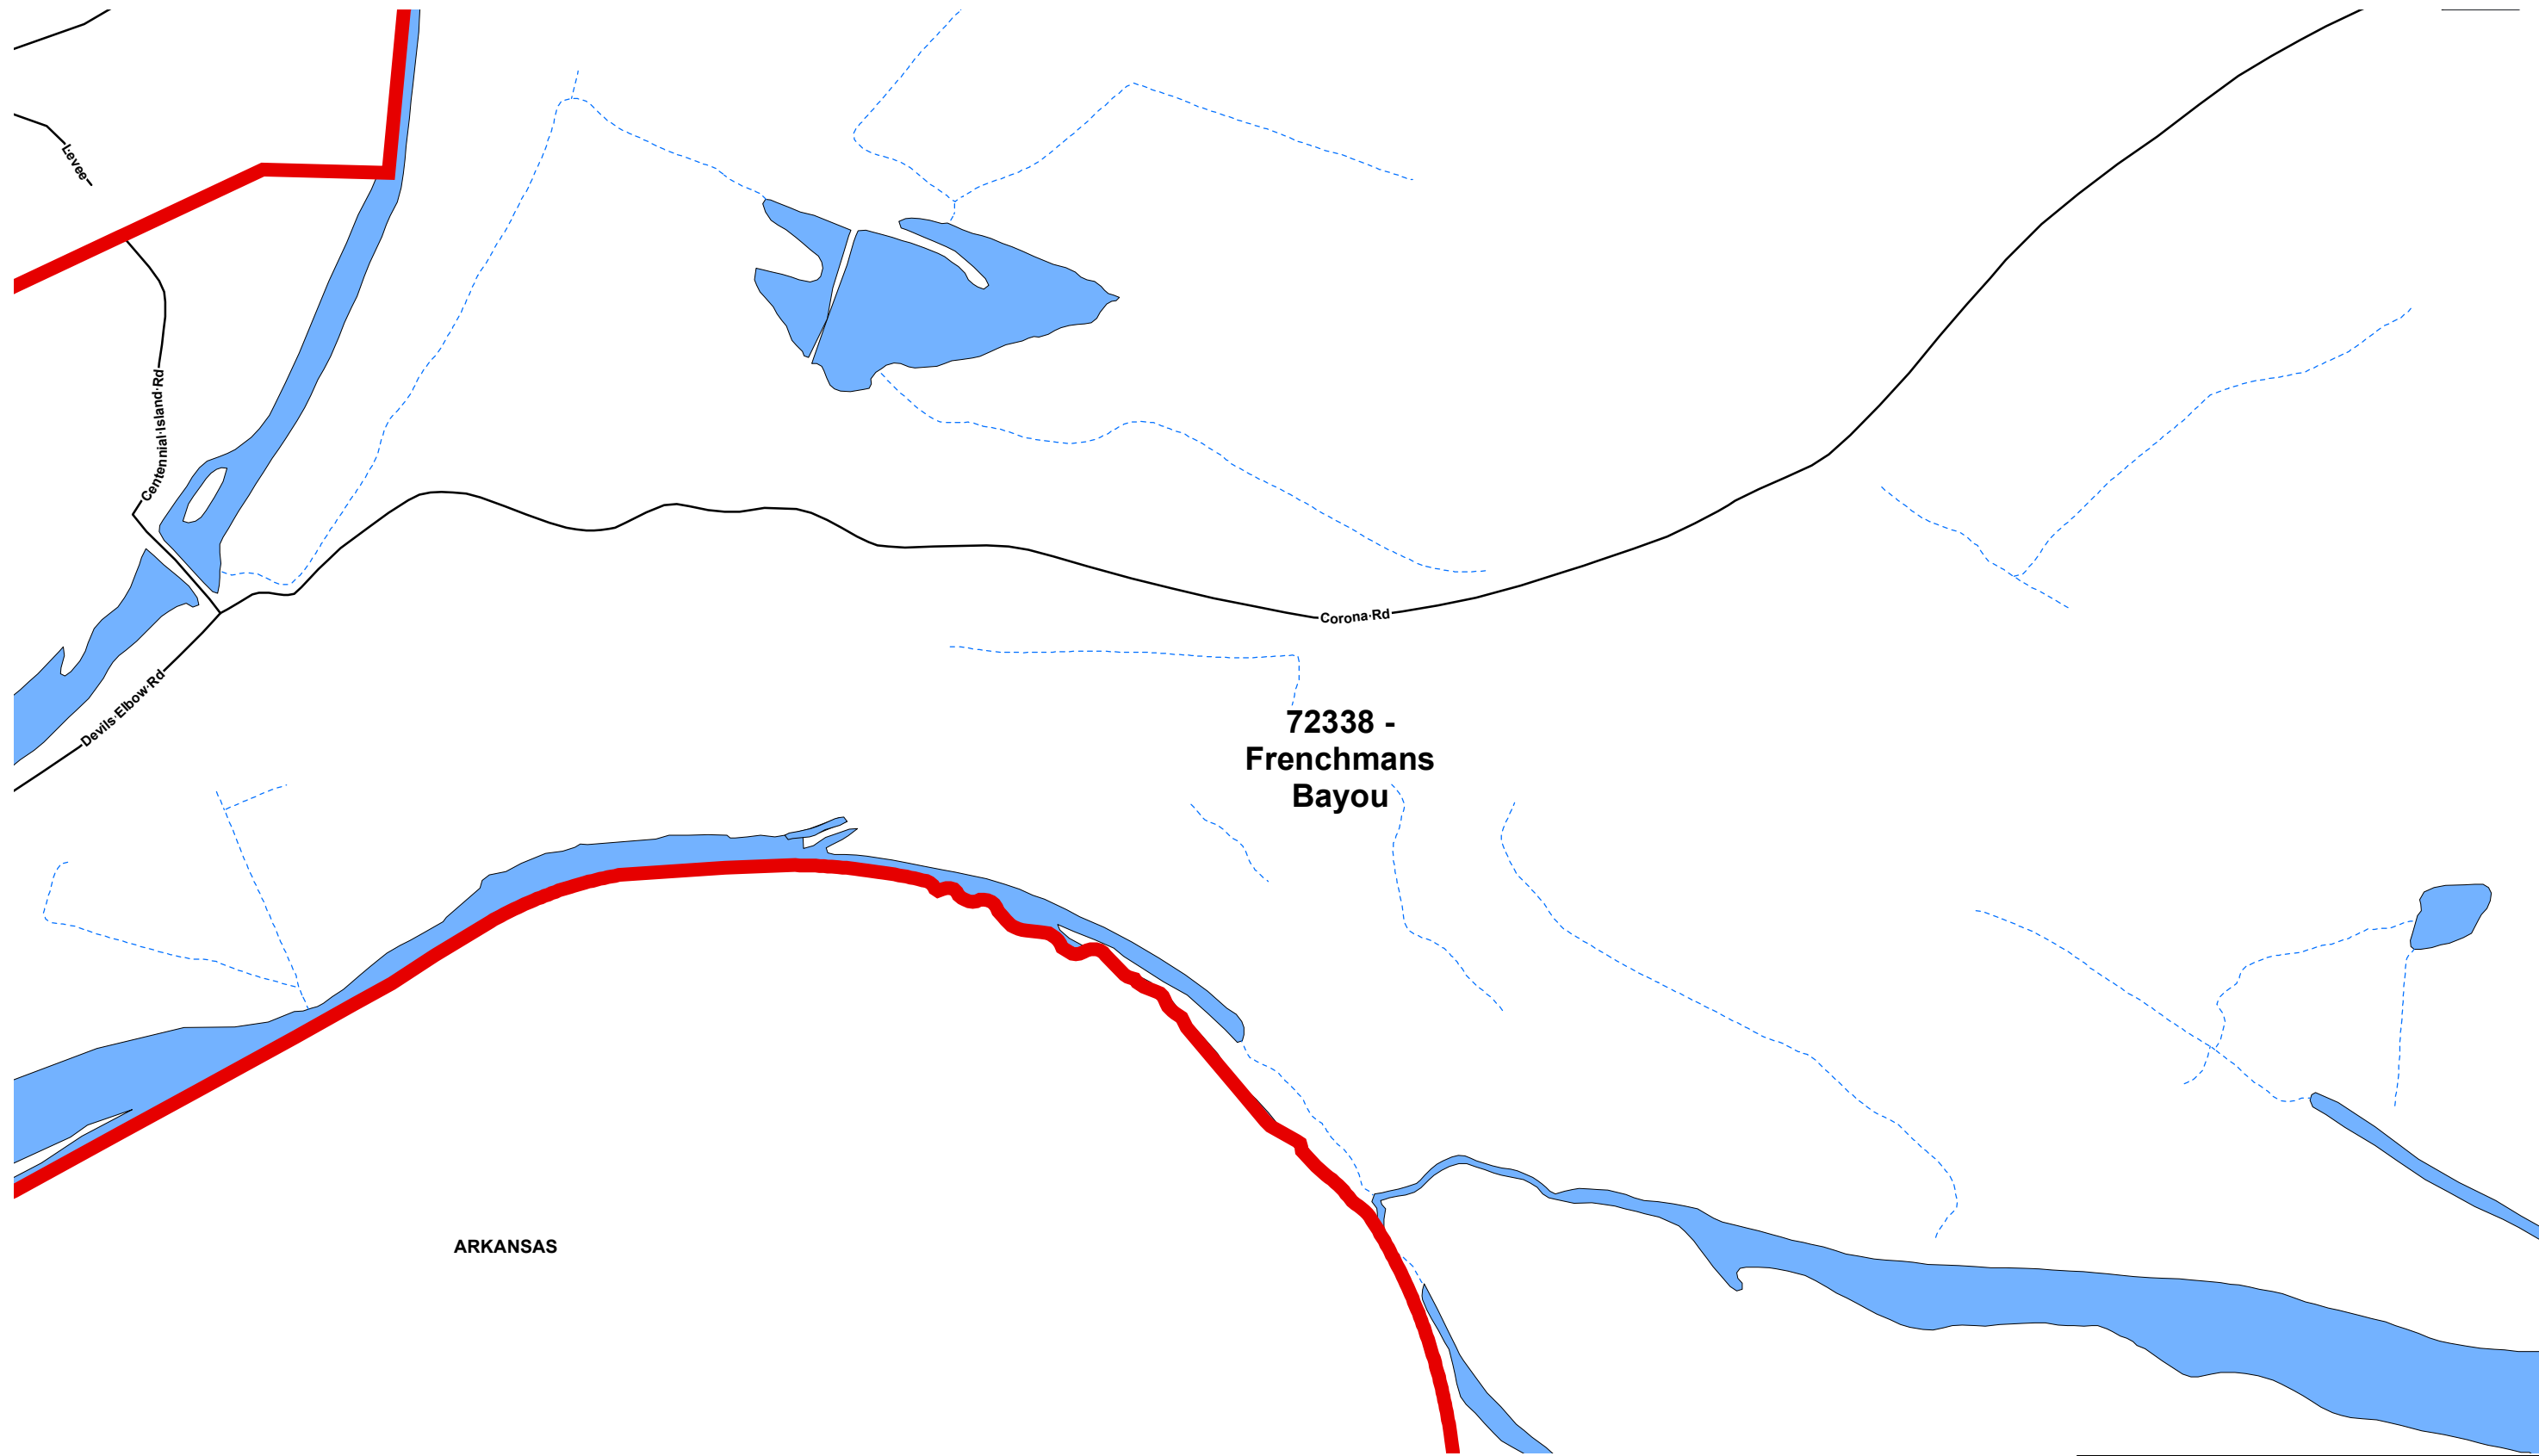 Levee
Centennial Island Rd
Corona Rd
Devils Elbow Rd
72338 -
Frenchmans
Bayou
ARKANSAS